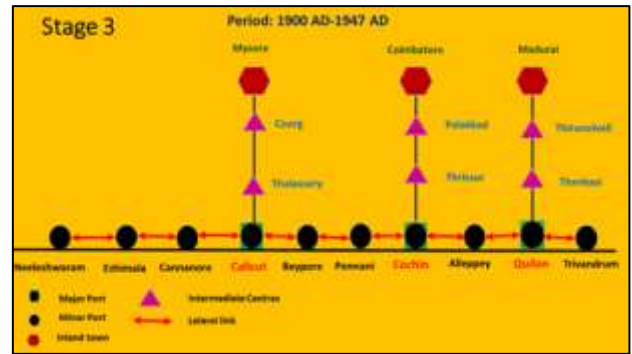 Stage 3
Period: 1900 AD-1947 AD
Mysore Coimbatore Madurai
Coorg Palakkad
Thalassery Thrissur Thenkasi
Neeleshwaram Ezhimala Cannanore Calicut Beypore Ponnani Cochin Alleppey Quilon Trivandrum
Major Port Intermediate Centres
Minor Port Lateral link
Inland town